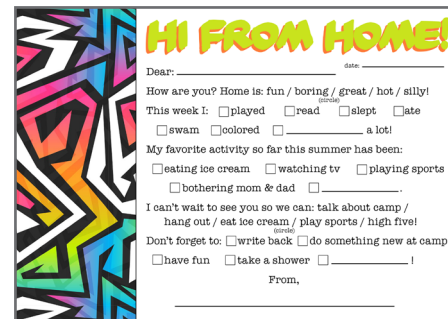 HI FROM HOME!
date:
Dear:
How are you? Home is: fun / boring / great / hot / silly!
(circle)
This week I: played read slept ate
swam colored a lot!
My favorite activity so far this summer has been:
eating ice cream watching tv playing sports
bothering mom & dad .
I can't wait to see you so we can: talk about camp /
hang out / eat ice cream / play sports / high five!
(circle)
Don't forget to: write back do something new at camp
have fun take a shower !
From,